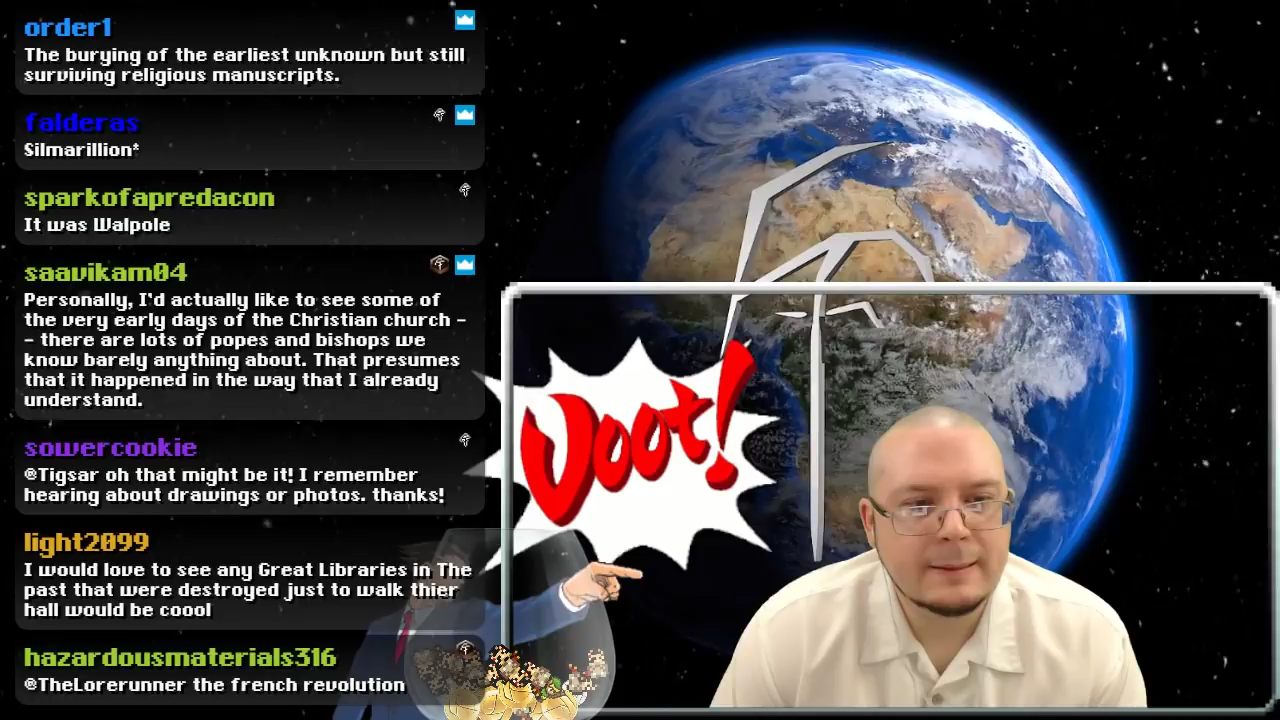 order1
The burying of the earliest unknown but still
surviving religious manuscripts.
falderas
Silmarillion*
sparkofapredacon
It was Walpole
saavikam04
Personally, I'd actually like to see some of
the very early days of the Christian church -
- there are lots of popes and bishops we
know barely anything about. That presumes
that it happened in the way that I already
understand.
sowercookie
@Tigsar oh that might be it! I remember
hearing about drawings or photos. thanks!
light2099
I would love to see any Great Libraries in The
past that were destroyed just to walk thier
hall would be coool
hazardousmaterials316
@TheLorerunner the french revolution
Voot!